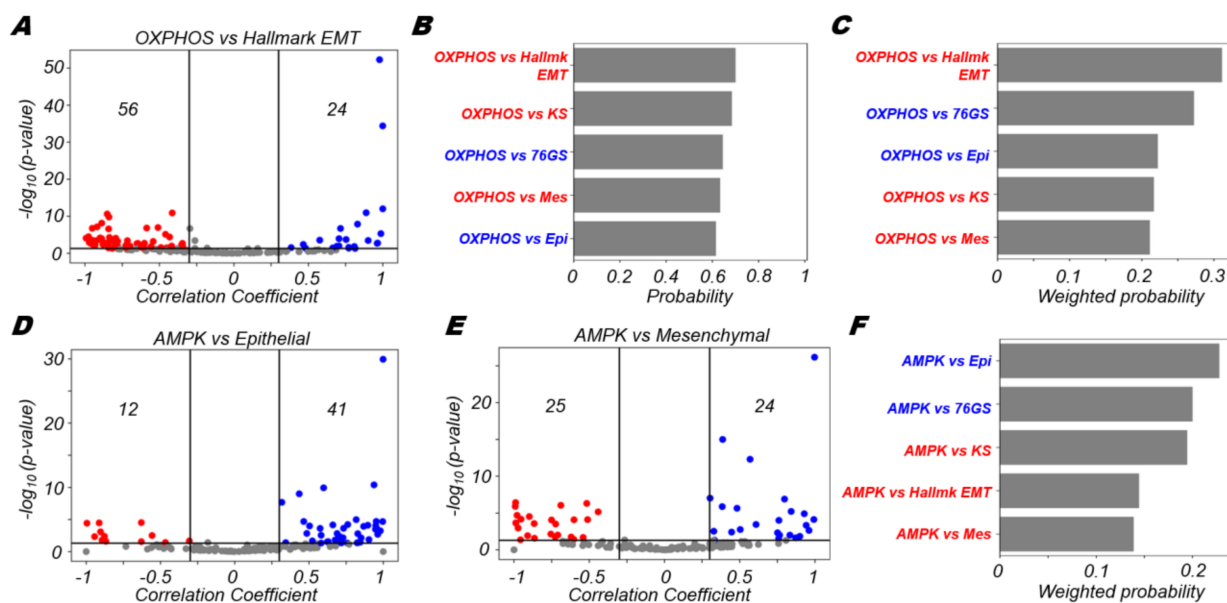 A
OXPHOS vs Hallmark EMT
50
40
30
20
10
0
56
24
-1
-0.5
0
0.5
1
-log10(p-value)
Correlation Coefficient
B
OXPHOS vs Hallmk
EMT
OXPHOS vs KS
OXPHOS vs 76GS
OXPHOS vs Mes
OXPHOS vs Epi
0
0.2
0.4
0.6
0.8
1
Probability
C
OXPHOS vs Hallmk
EMT
OXPHOS vs 76GS
OXPHOS vs Epi
OXPHOS vs KS
OXPHOS vs Mes
0
0.1
0.2
0.3
Weighted probability
D
AMPK vs Epithelial
30
20
10
0
12
41
-1
-0.5
0
0.5
1
-log10(p-value)
Correlation Coefficient
E
AMPK vs Mesenchymal
20
10
0
25
24
-1
-0.5
0
0.5
1
-log10(p-value)
Correlation Coefficient
F
AMPK vs Epi
AMPK vs 76GS
AMPK vs KS
AMPK vs Hallmk EMT
AMPK vs Mes
0
0.1
0.2
Weighted probability